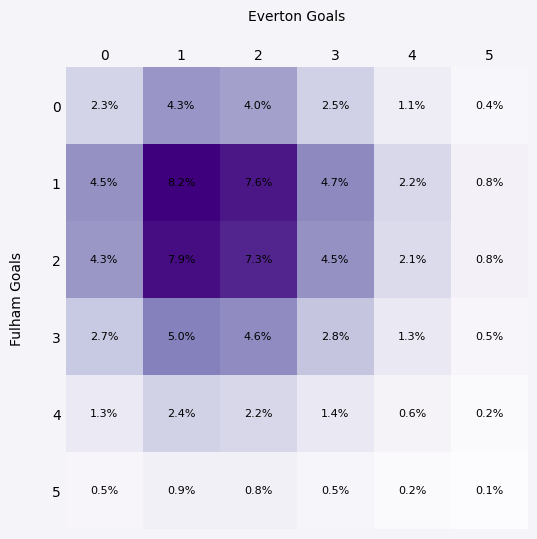 Everton Goals
0 1 2 3 4 5
0 2.3% 4.3% 4.0% 2.5% 1.1% 0.4%
1 4.5% 8.2% 7.6% 4.7% 2.2% 0.8%
2 4.3% 7.9% 7.3% 4.5% 2.1% 0.8%
3 2.7% 5.0% 4.6% 2.8% 1.3% 0.5%
4 1.3% 2.4% 2.2% 1.4% 0.6% 0.2%
5 0.5% 0.9% 0.8% 0.5% 0.2% 0.1%
Fulham Goals